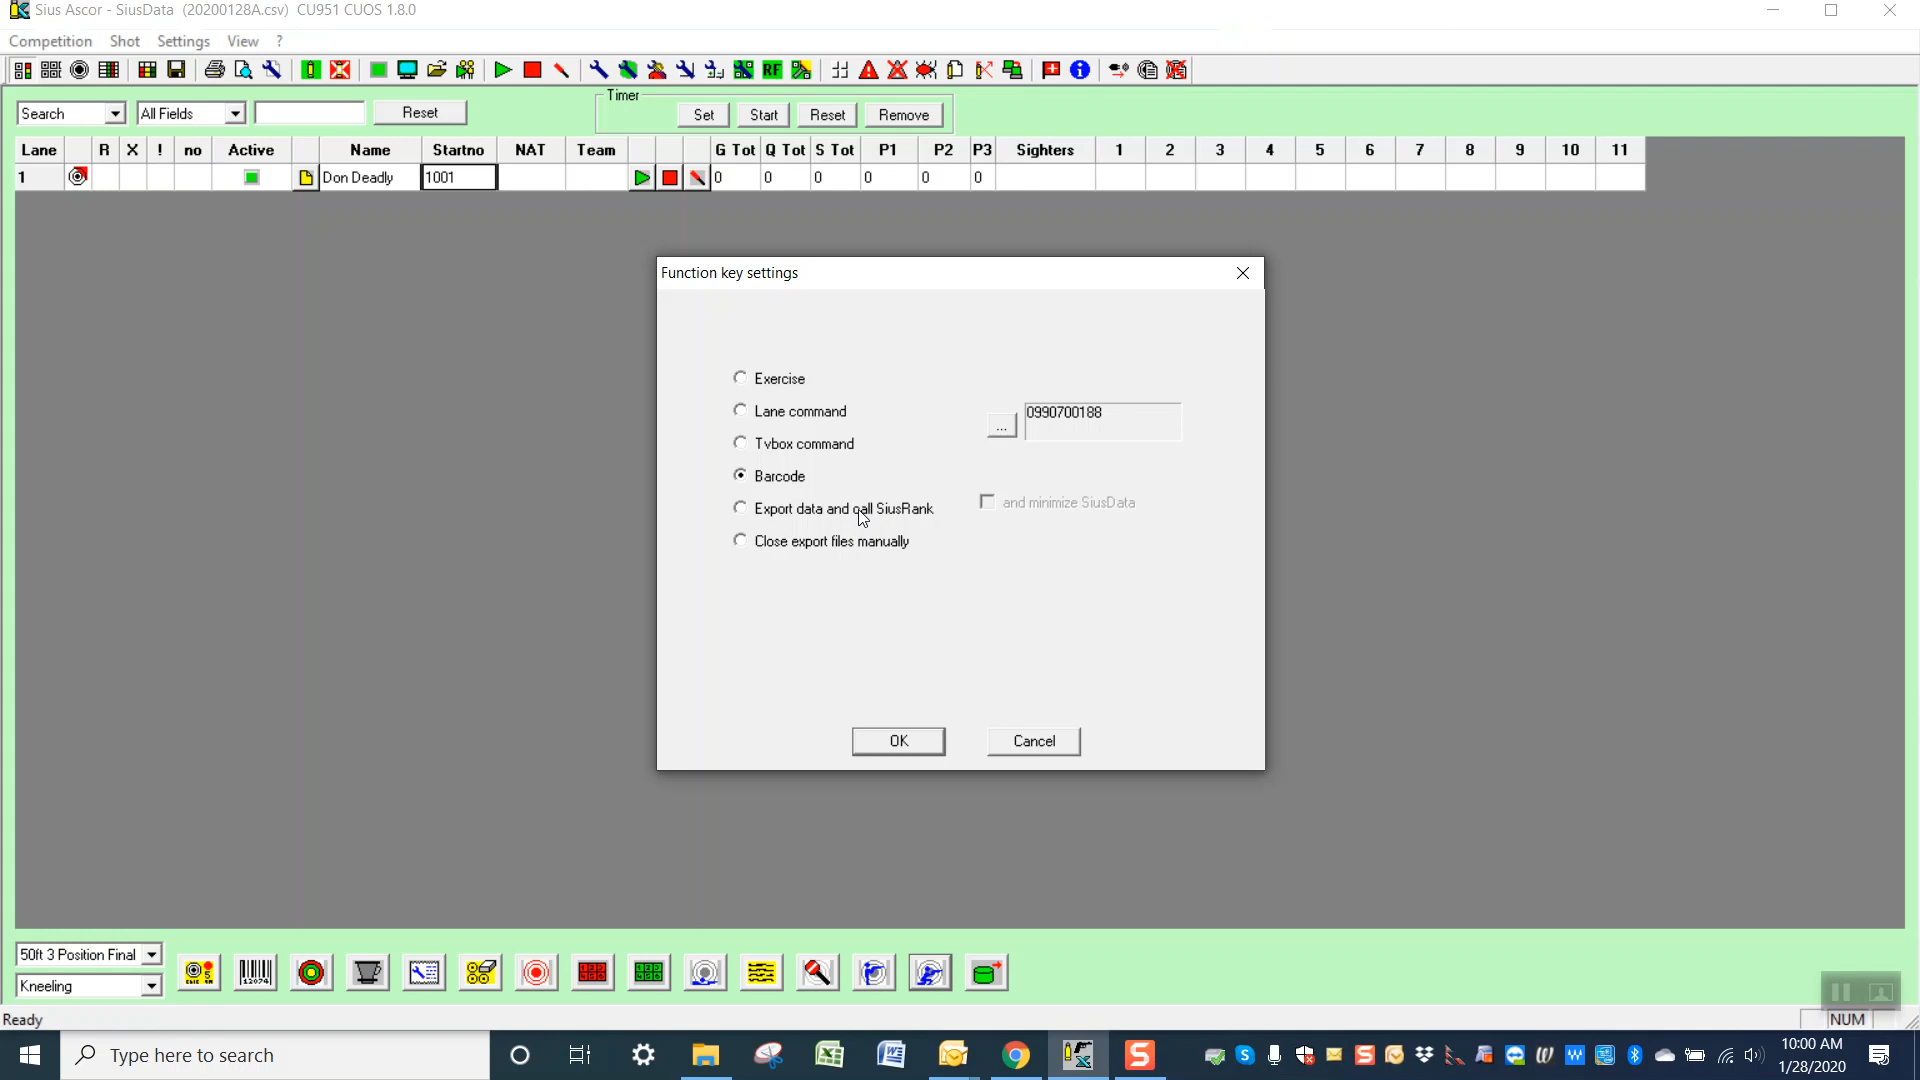 Sius Ascor - SiusData (20200128A.csv) CU951 CUOS 1.8.0
Competition Shot Settings View ?
RF
Timer
Search All Fields Reset Set Start Reset Remove
Lane R X ! no Active Name Startno NAT Team G Tot Q Tot S Tot P1 P2 P3 Sighters 1 2 3 4 5 6 7 8 9 10 11
1 Don Deadly 1001 0 0 0 0 0 0
Function key settings
Exercise
Lane command
0990700188
...
Tvbox command
Barcode
and minimize SiusData
Export data and call SiusRank
Close export files manually
OK Cancel
50ft 3 Position Final
Kneeling
12074
Ready
NUM
Type here to search
10:00 AM
1/28/2020